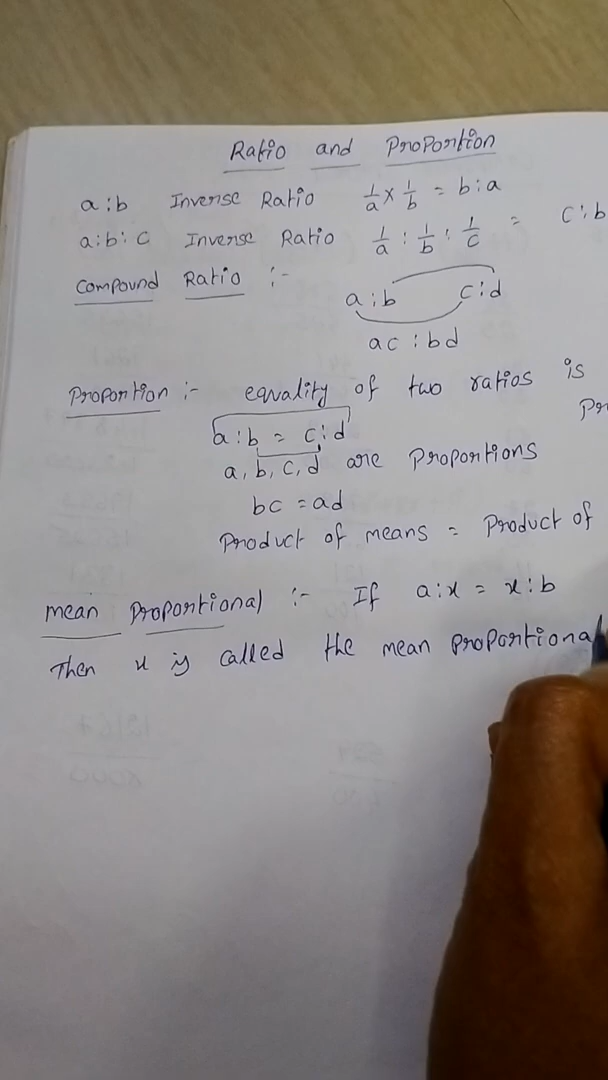 Ratio and Proportion
a:b Inverse Ratio 1/a × 1/b = b:a
a:b:c Inverse Ratio 1/a : 1/b : 1/c = c:b
Compound Ratio :-
a:b c:d
ac:bd
Proportion :- equality of two ratios is
Pr
a:b = c:d
a, b, c, d are Proportions
bc = ad
Product of means = Product of
mean Proportional :- If a:x = x:b
Then x is called the mean Proportional